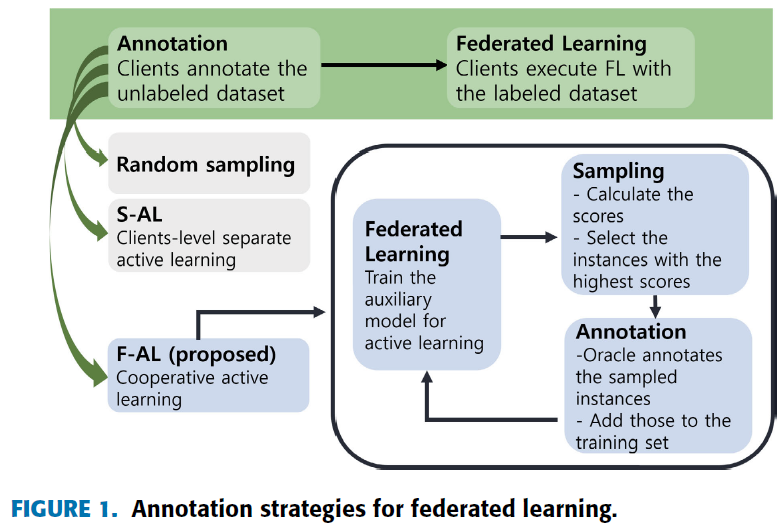 Annotation
Clients annotate the
unlabeled dataset
Federated Learning
Clients execute FL with
the labeled dataset
Random sampling
S-AL
Clients-level separate
active learning
F-AL (proposed)
Cooperative active
learning
Federated
Learning
Train the
auxiliary
model for
active learning
Sampling
- Calculate the
scores
- Select the
instances with the
highest scores
Annotation
-Oracle annotates
the sampled
instances
- Add those to the
training set
FIGURE 1. Annotation strategies for federated learning.